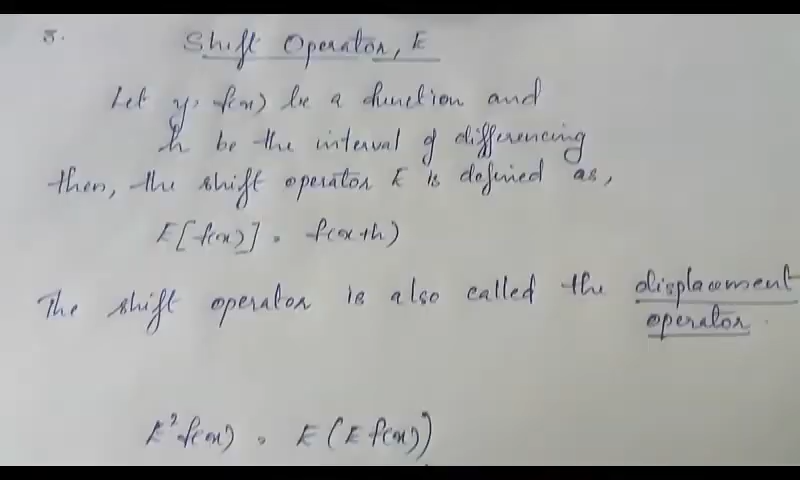 5.
Shift Operator, E
Let y = f(x) be a function and
h be the interval of differencing
then, the shift operator E is defined as,
E[f(x)] = f(x+h)
The shift operator is also called the displacement
operator.
E²f(x) = E(E f(x))